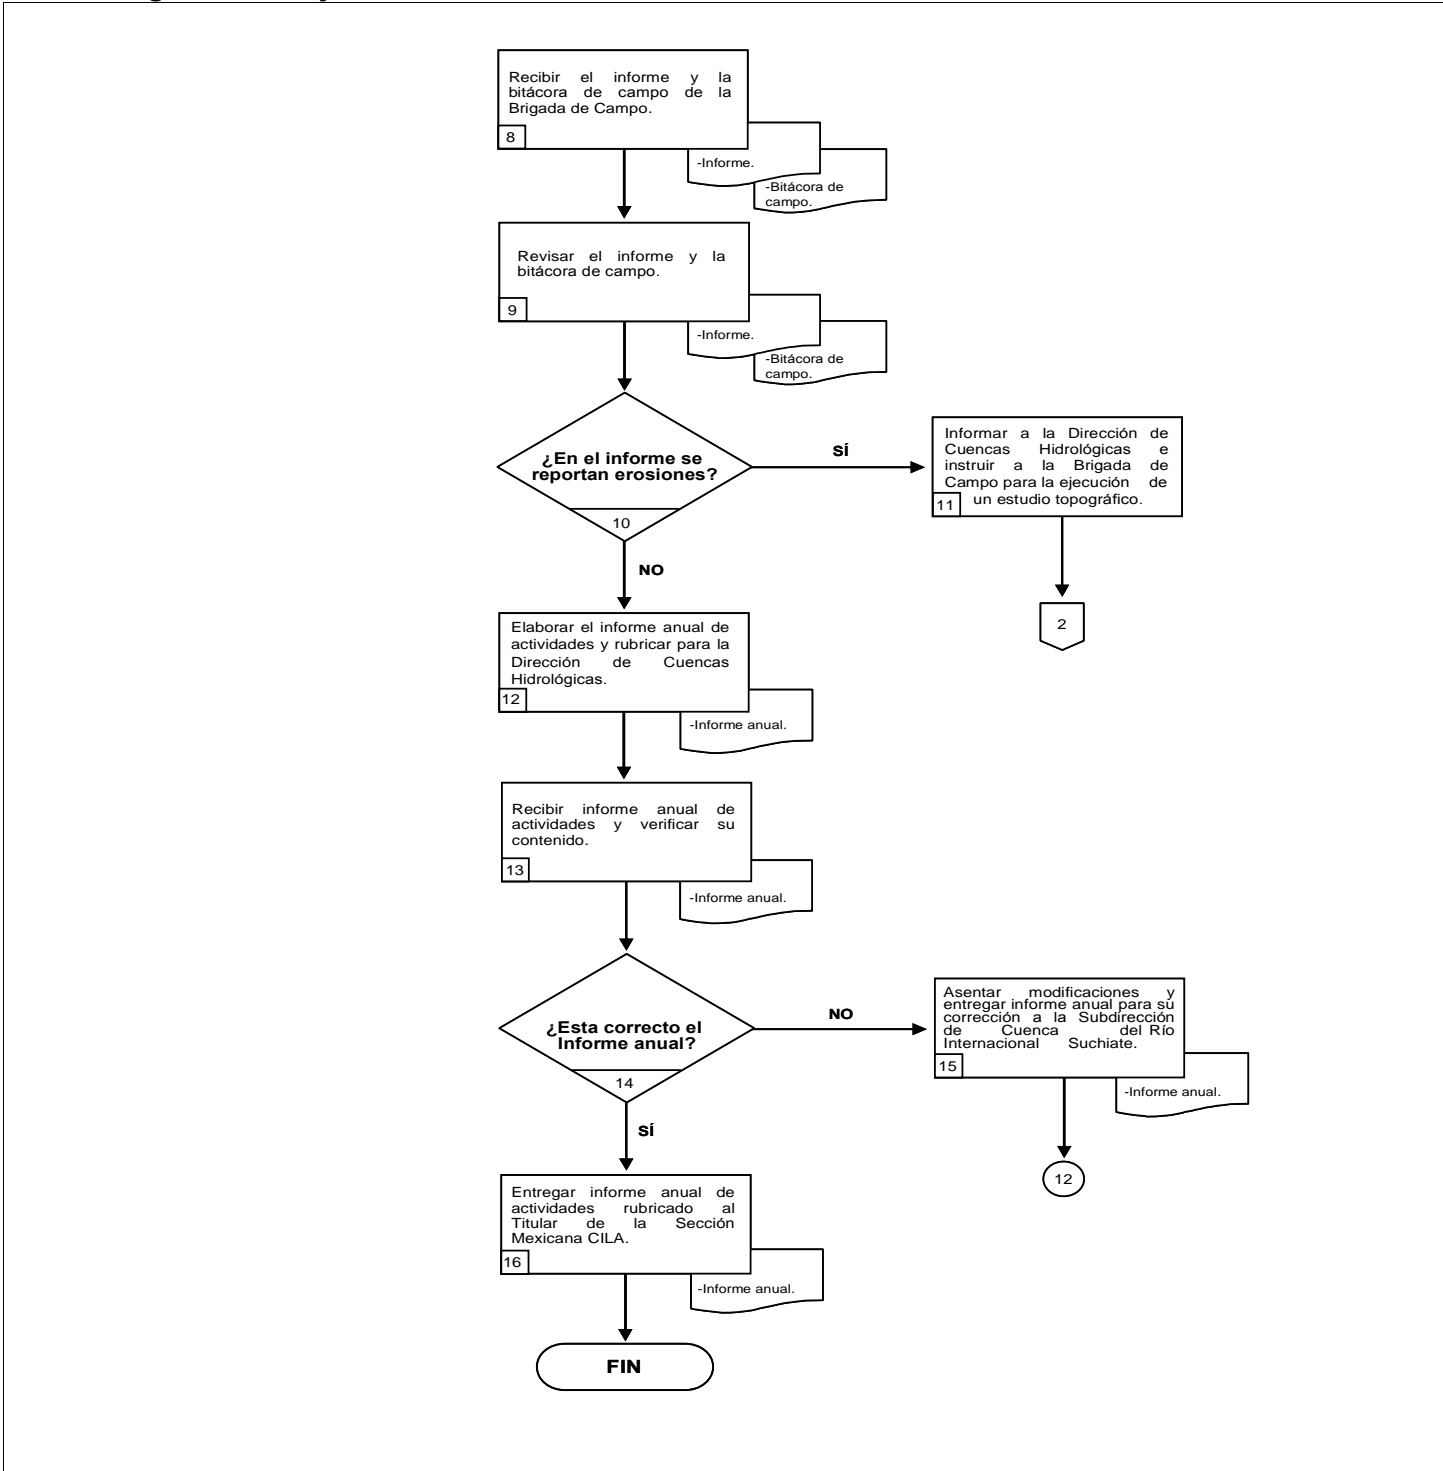 Recibir el informe y la
bitácora de campo de la
Brigada de Campo.
8
-Informe.
-Bitácora de
campo.
Revisar el informe y la
bitácora de campo.
9
-Informe.
-Bitácora de
campo.
¿En el informe se
reportan erosiones?
10
SÍ
Informar a la Dirección de
Cuencas Hidrológicas e
instruir a la Brigada de
Campo para la ejecución de
un estudio topográfico.
11
2
NO
Elaborar el informe anual de
actividades y rubricar para la
Dirección de Cuencas
Hidrológicas.
12
-Informe anual.
Recibir informe anual de
actividades y verificar su
contenido.
13
-Informe anual.
¿Esta correcto el
Informe anual?
14
NO
Asentar modificaciones y
entregar informe anual para su
corrección a la Subdirección
de Cuenca del Río
Internacional Suchiate.
15
-Informe anual.
12
SÍ
Entregar informe anual de
actividades rubricado al
Titular de la Sección
Mexicana CILA.
16
-Informe anual.
FIN